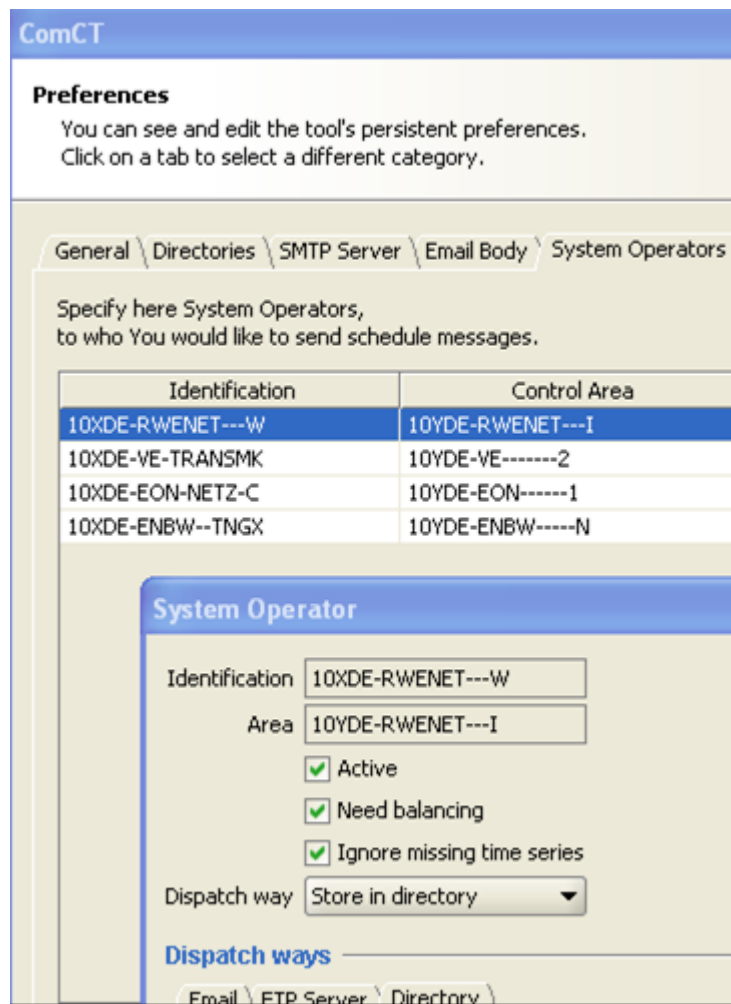 ComCT
Preferences
You can see and edit the tool's persistent preferences.
Click on a tab to select a different category.
General Directories SMTP Server Email Body System Operators
Specify here System Operators,
to who You would like to send schedule messages.
Identification Control Area
10XDE-RWENET---W 10YDE-RWENET---I
10XDE-VE-TRANSMK 10YDE-VE-------2
10XDE-EON-NETZ-C 10YDE-EON------1
10XDE-ENBW--TNGX 10YDE-ENBW-----N
System Operator
Identification 10XDE-RWENET---W
Area 10YDE-RWENET---I
Active
Need balancing
Ignore missing time series
Dispatch way Store in directory
Dispatch ways
Email FTP Server Directory